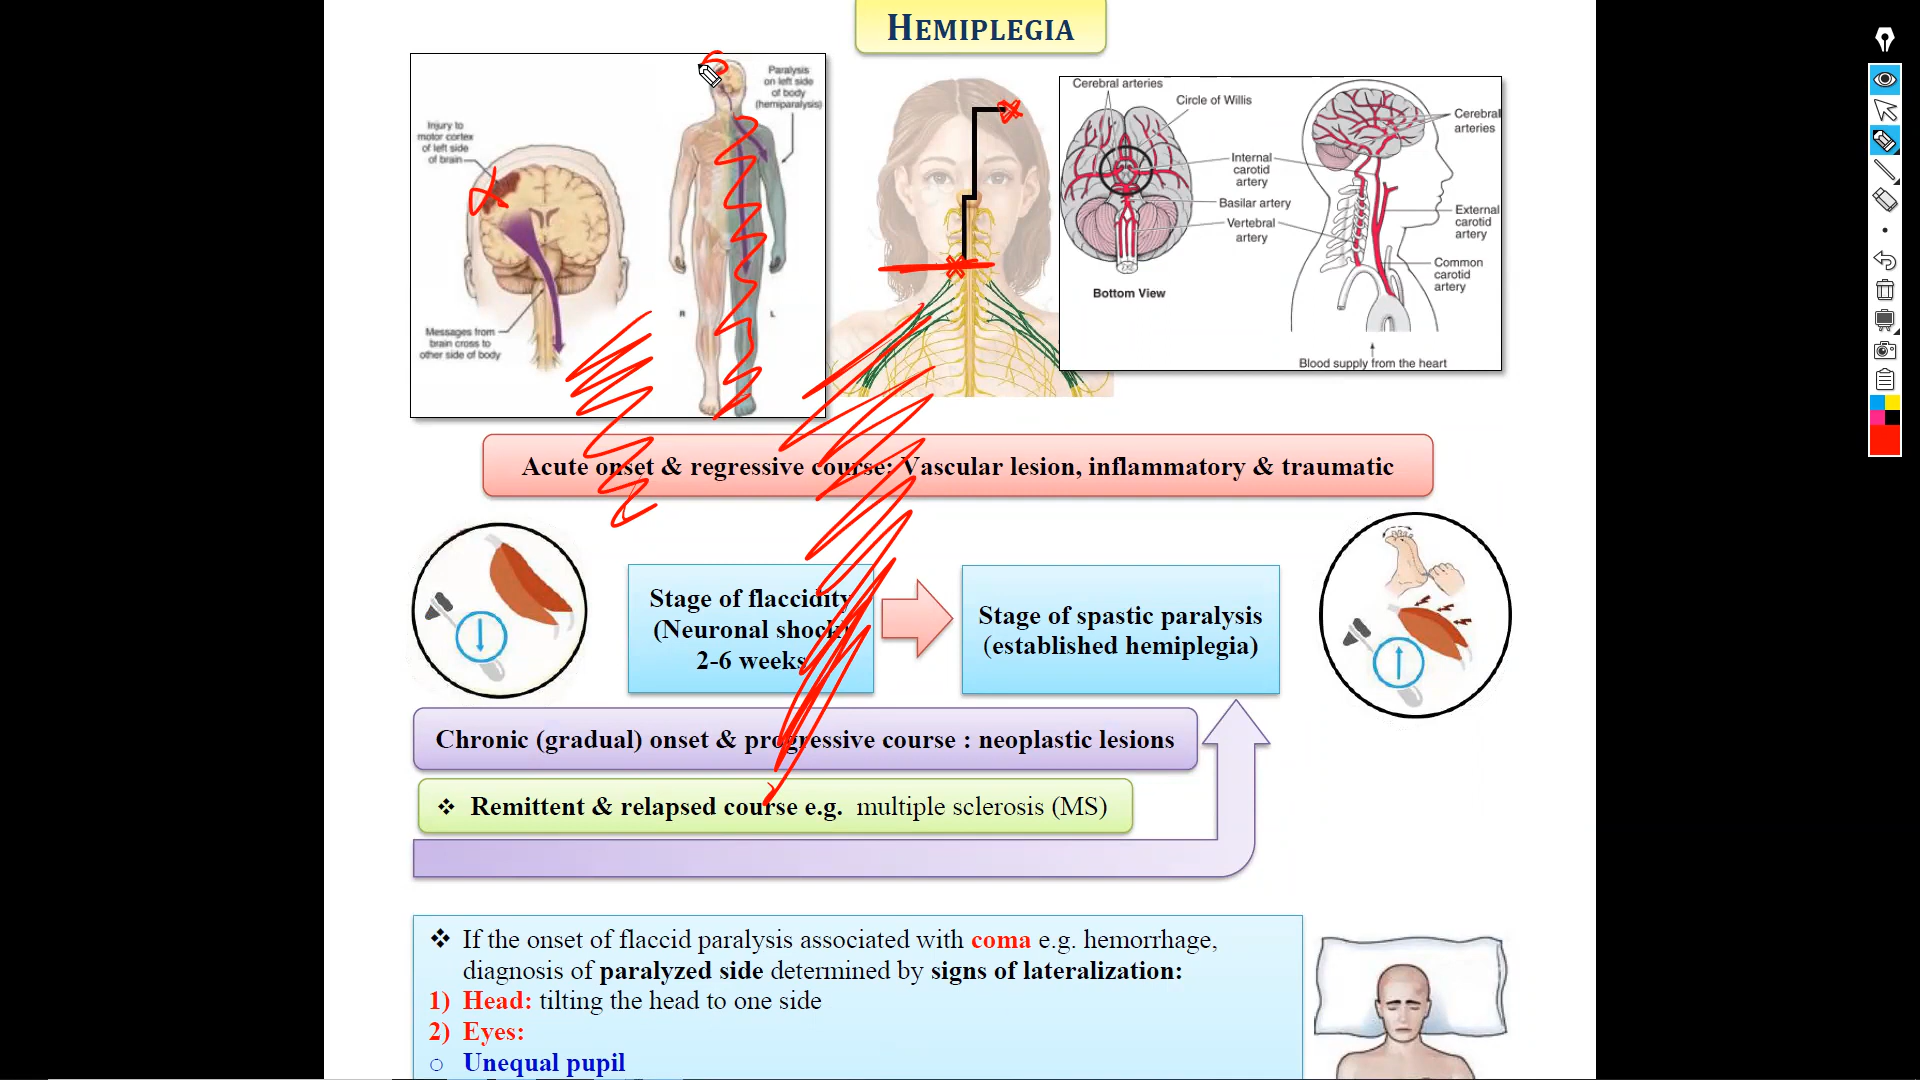 HEMIPLEGIA
Paralysis
on left side
of body
(hemiparalysis)
Injury to
motor cortex
of left side
of brain
R
L
Messages from
brain cross to
other side of body
Cerebral arteries
Circle of Willis
Internal
carotid
artery
Basilar artery
Vertebral
artery
Bottom View
Cerebral
arteries
External
carotid
artery
Common
carotid
artery
Blood supply from the heart
Acute onset & regressive course: Vascular lesion, inflammatory & traumatic
Stage of flaccidity
(Neuronal shock)
2-6 weeks
Stage of spastic paralysis
(established hemiplegia)
Chronic (gradual) onset & progressive course : neoplastic lesions
❖ Remittent & relapsed course e.g. multiple sclerosis (MS)
❖ If the onset of flaccid paralysis associated with coma e.g. hemorrhage,
diagnosis of paralyzed side determined by signs of lateralization:
1) Head: tilting the head to one side
2) Eyes:
○ Unequal pupil